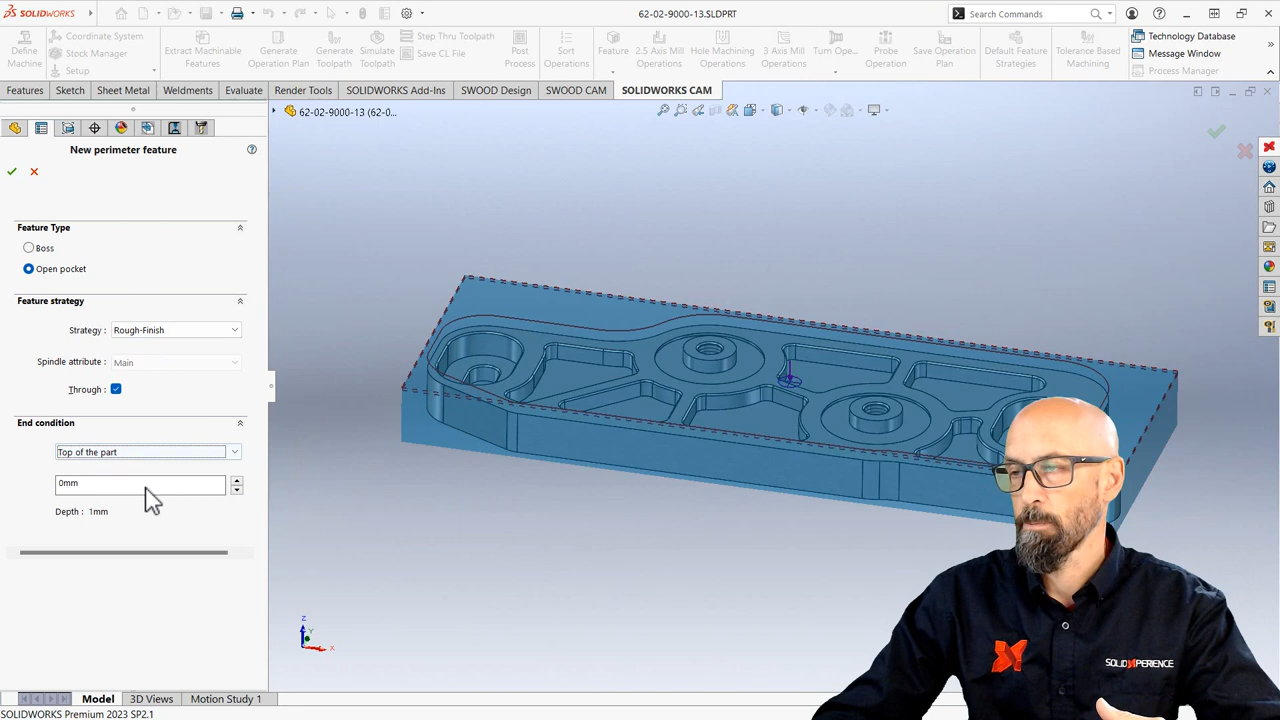 SOLIDWORKS
62-02-9000-13.SLDPRT
Search Commands
Define Machine
Coordinate System
Stock Manager
Setup
Extract Machinable Features
Generate Operation Plan
Generate Toolpath
Simulate Toolpath
Step Thru Toolpath
Save CL File
Post Process
Sort Operations
Feature
2.5 Axis Mill Operations
Hole Machining Operations
3 Axis Mill Operations
Turn Ope...
Probe Operation
Save Operation Plan
Default Feature Strategies
Tolerance Based Machining
Technology Database
Message Window
Process Manager
Features
Sketch
Sheet Metal
Weldments
Evaluate
Render Tools
SOLIDWORKS Add-Ins
SWOOD Design
SWOOD CAM
SOLIDWORKS CAM
62-02-9000-13 (62-0...
New perimeter feature
Feature Type
Boss
Open pocket
Feature strategy
Strategy : Rough-Finish
Spindle attribute : Main
Through :
End condition
Top of the part
0mm
Depth : 1mm
Z
Y
X
SOLIDXPERIENCE
Model
3D Views
Motion Study 1
SOLIDWORKS Premium 2023 SP2.1